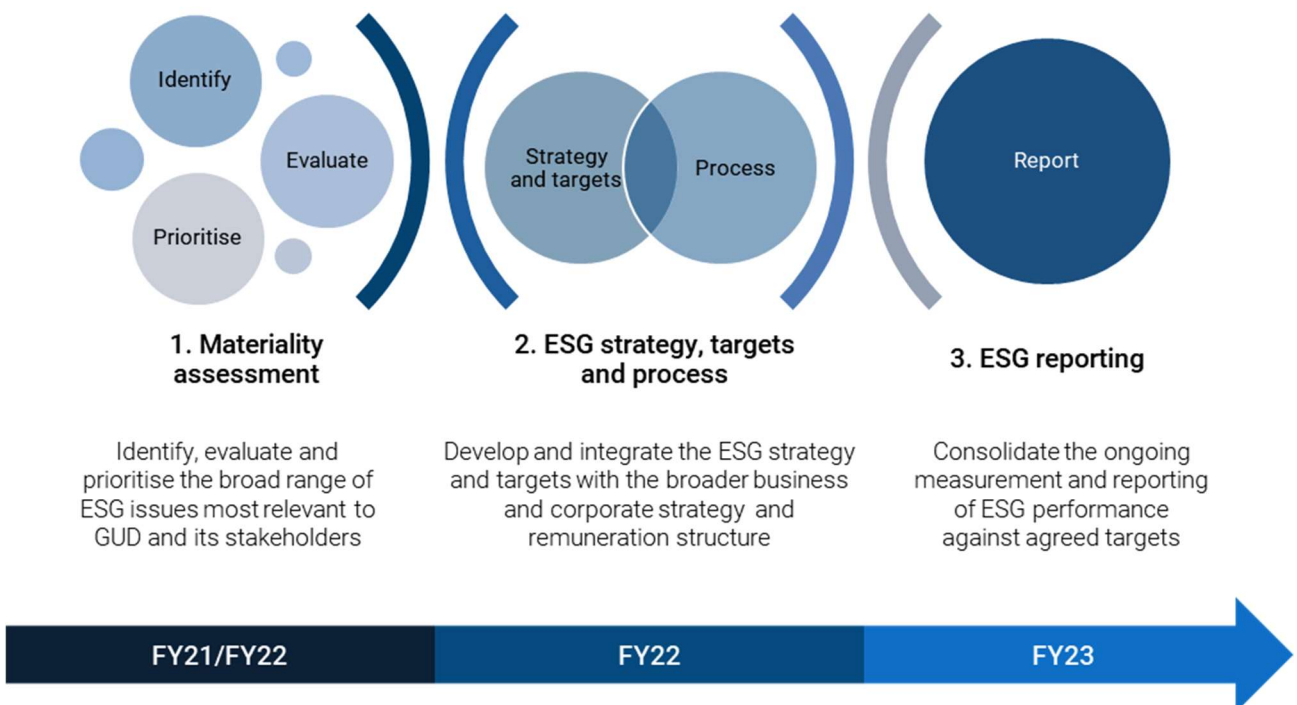 Identify
Evaluate
Prioritise
Strategy
and targets
Process
Report
1. Materiality
assessment
2. ESG strategy, targets
and process
3. ESG reporting
Identify, evaluate and
prioritise the broad range of
ESG issues most relevant to
GUD and its stakeholders
Develop and integrate the ESG strategy
and targets with the broader business
and corporate strategy and
remuneration structure
Consolidate the ongoing
measurement and reporting
of ESG performance
against agreed targets
FY21/FY22
FY22
FY23